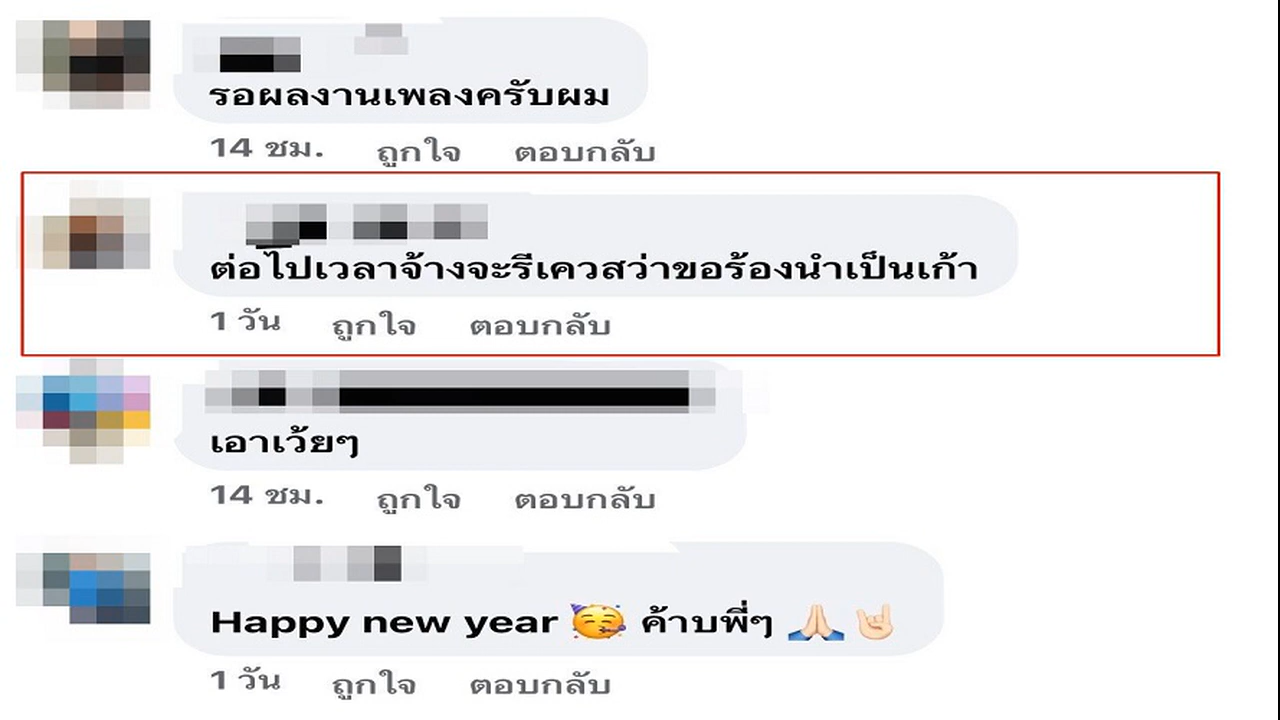 รอผลงานเพลงครับผม
14 ชม. ถูกใจ ตอบกลับ
ต่อไปเวลาจ้างจะรีเควสว่าขอร้องนำเป็นเก้า
1 วัน ถูกใจ ตอบกลับ
เอาเว้ยๆ
14 ชม. ถูกใจ ตอบกลับ
Happy new year 🥳 ค้าบพี่ๆ 🙏🏻🤘🏻
1 วัน ถูกใจ ตอบกลับ